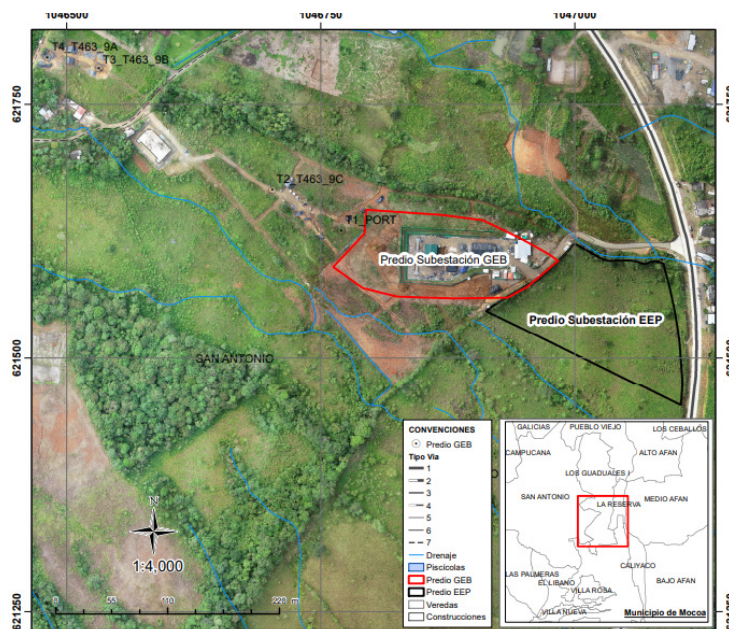 1046500
1046750
1047000
T4_T463_9A
T3_T463_9B
621750
621750
T2_T463_9C
T1_PORT
Predio Subestación GEB
Predio Subestación EEP
621500
SAN ANTONIO
N
1:4,000
0 55 110 220 m
621250
CONVENCIONES
Predio GEB
Tipo Vía
1
2
3
4
5
6
7
Drenaje
Piscícolas
Predio GEB
Predio EEP
Veredas
Construcciones
GALICIAS
PUEBLO VIEJO
LOS CEBALLOS
CAMPUCANA
ALTO AFAN
LOS GUADUALES I
SAN ANTONIO
MEDIO AFAN
LA RESERVA
CALIYACO
LAS PALMERAS
EL LIBANO
BAJO AFAN
VILLA ROSA
VILLA NUEVA
Municipio de Mocoa